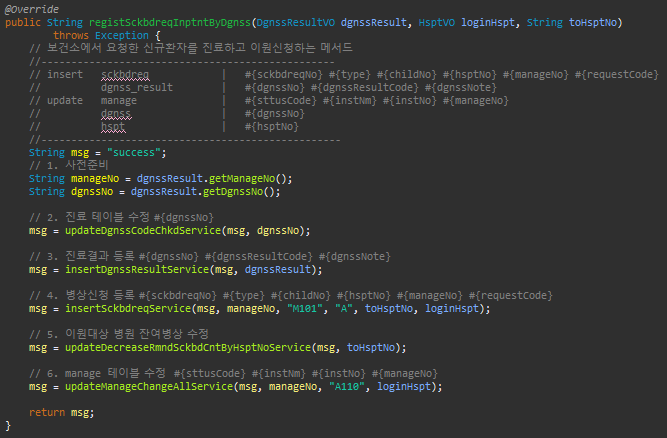 @Override
public String registSckbdreqInptntByDgnss(DgnssResultVO dgnssResult, HsptVO loginHspt, String toHsptNo)
        throws Exception {
    // 보건소에서 요청한 신규환자를 진료하고 이원신청하는 메서드
    //-----------------------------------------------
    // insert   sckbdreq          |   #{sckbdreqNo} #{type} #{childNo} #{hsptNo} #{manageNo} #{requestCode}
    //          dgnss_result      |   #{dgnssNo} #{dgnssResultCode} #{dgnssNote}
    // update   manage            |   #{sttusCode} #{instNm} #{instNo} #{manageNo}
    //          dgnss             |   #{dgnssNo}
    //          hspt              |   #{hsptNo}
    //------------------------------------------------
    String msg = "success";
    // 1. 사전준비
    String manageNo = dgnssResult.getManageNo();
    String dgnssNo = dgnssResult.getDgnssNo();

    // 2. 진료 테이블 수정 #{dgnssNo}
    msg = updateDgnssCodeChkdService(msg, dgnssNo);

    // 3. 진료결과 등록 #{dgnssNo} #{dgnssResultCode} #{dgnssNote}
    msg = insertDgnssResultService(msg, dgnssResult);

    // 4. 병상신청 등록 #{sckbdreqNo} #{type} #{childNo} #{hsptNo} #{manageNo} #{requestCode}
    msg = insertSckbdreqService(msg, manageNo, "M101", "A", toHsptNo, loginHspt);

    // 5. 이원대상 병원 잔여병상 수정
    msg = updateDecreaseRmndSckbdCntByHsptNoService(msg, toHsptNo);

    // 6. manage 테이블 수정  #{sttusCode} #{instNm} #{instNo} #{manageNo}
    msg = updateManageChangeAllService(msg, manageNo, "A110", loginHspt);

    return msg;
}